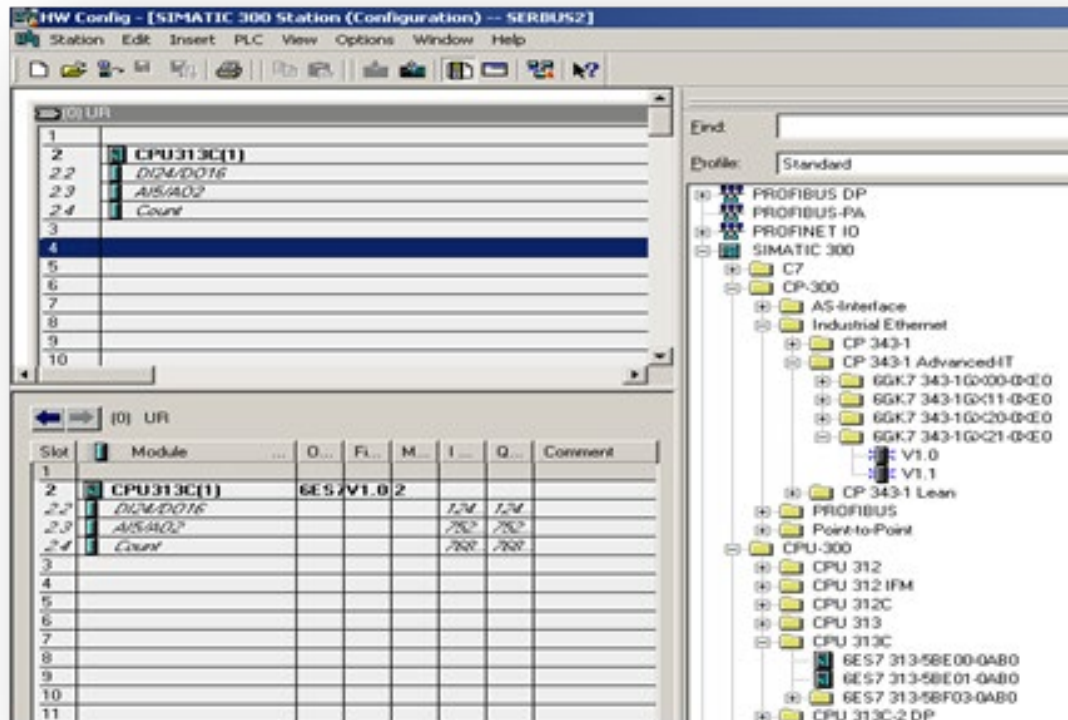 HW Config - [SIMATIC 300 Station (Configuration) -- SERBUS2]
Station Edit Insert PLC View Options Window Help
(0) UR
1
2 CPU313C(1)
2.2 DI24/DO16
2.3 AI5/AO2
2.4 Count
3
4
5
6
7
8
9
10
(0) UR
Slot Module ... O... Fi... M... I ... Q... Comment
1
2 CPU313C(1) 6ES7 V1.0 2
2.2 DI24/DO16 124... 124...
2.3 AI5/AO2 752... 752...
2.4 Count 768... 768...
3
4
5
6
7
8
9
10
11
Find:
Profile: Standard
PROFIBUS DP
PROFIBUS-PA
PROFINET IO
SIMATIC 300
C7
CP-300
AS-Interface
Industrial Ethernet
CP 343-1
CP 343-1 Advanced-IT
6GK7 343-1GX00-0XE0
6GK7 343-1GX11-0XE0
6GK7 343-1GX20-0XE0
6GK7 343-1GX21-0XE0
V1.0
V1.1
CP 343-1 Lean
PROFIBUS
Point-to-Point
CPU-300
CPU 312
CPU 312 IFM
CPU 312C
CPU 313
CPU 313C
6ES7 313-5BE00-0AB0
6ES7 313-5BE01-0AB0
6ES7 313-5BF03-0AB0
CPU 313C-2 DP